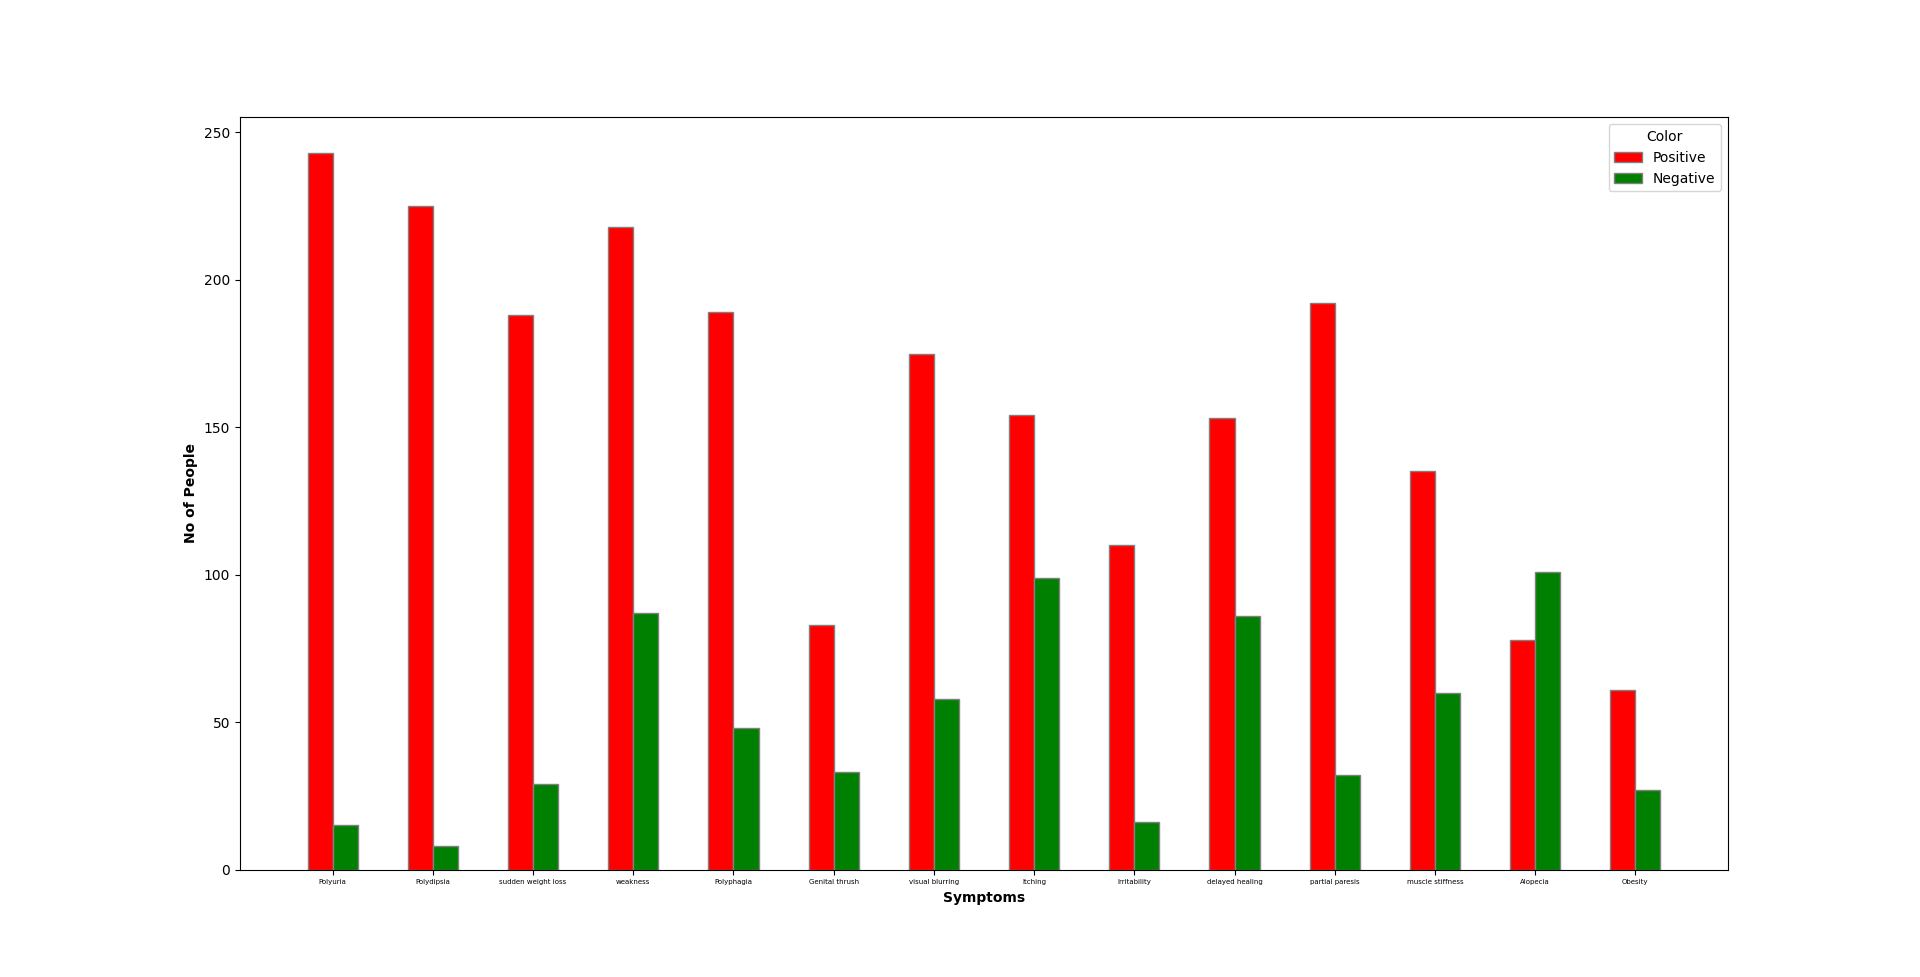 Color
Positive
Negative
250
200
150
100
50
0
No of People
Polyuria Polydipsia sudden weight loss weakness Polyphagia Genital thrush visual blurring Itching Irritability delayed healing partial paresis muscle stiffness Alopecia Obesity
Symptoms